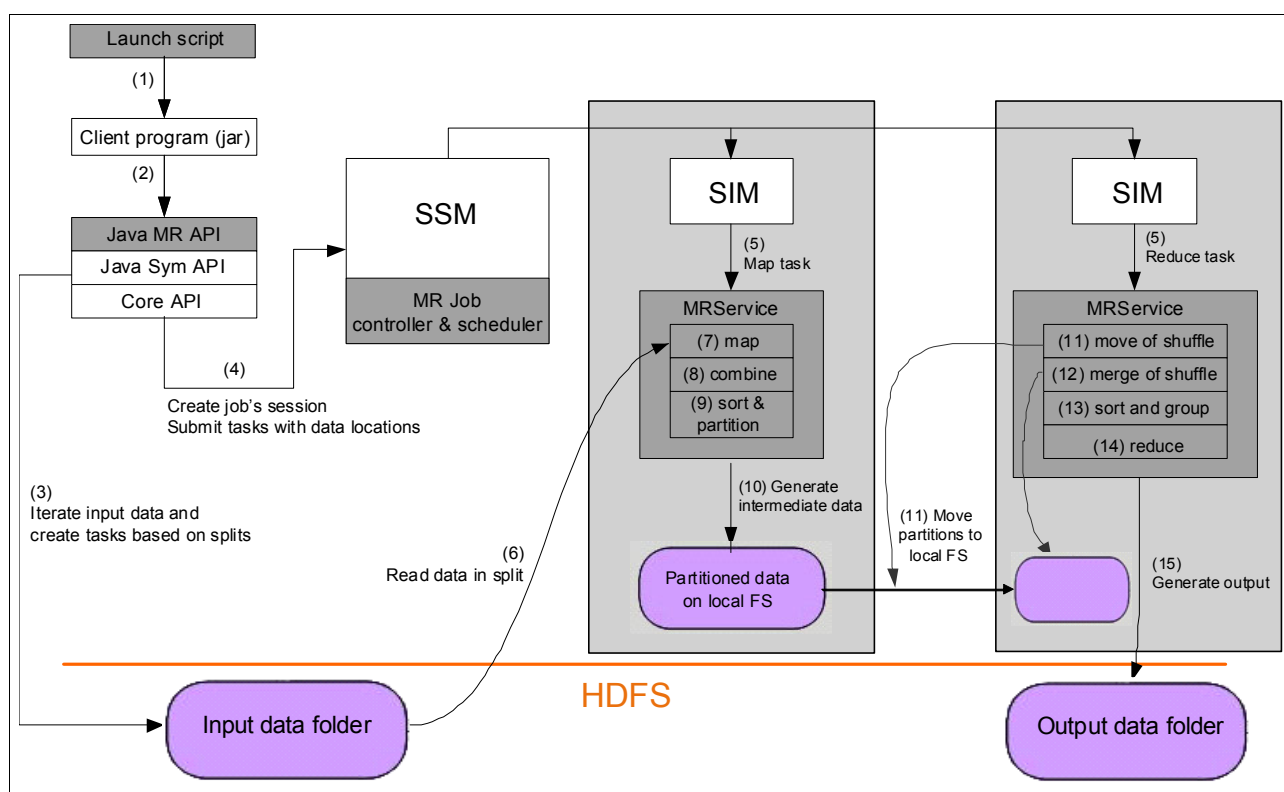 Launch script
(1)
Client program (jar)
(2)
Java MR API
Java Sym API
Core API
(3)
Iterate input data and
create tasks based on splits
(4)
Create job's session
Submit tasks with data locations
SSM
MR Job
controller & scheduler
SIM
(5)
Map task
MRService
(7) map
(8) combine
(9) sort &
partition
(6)
Read data in split
(10) Generate
intermediate data
Partitioned data
on local FS
SIM
(5)
Reduce task
MRService
(11) move of shuffle
(12) merge of shuffle
(13) sort and group
(14) reduce
(11) Move
partitions to
local FS
(15)
Generate output
HDFS
Input data folder
Output data folder